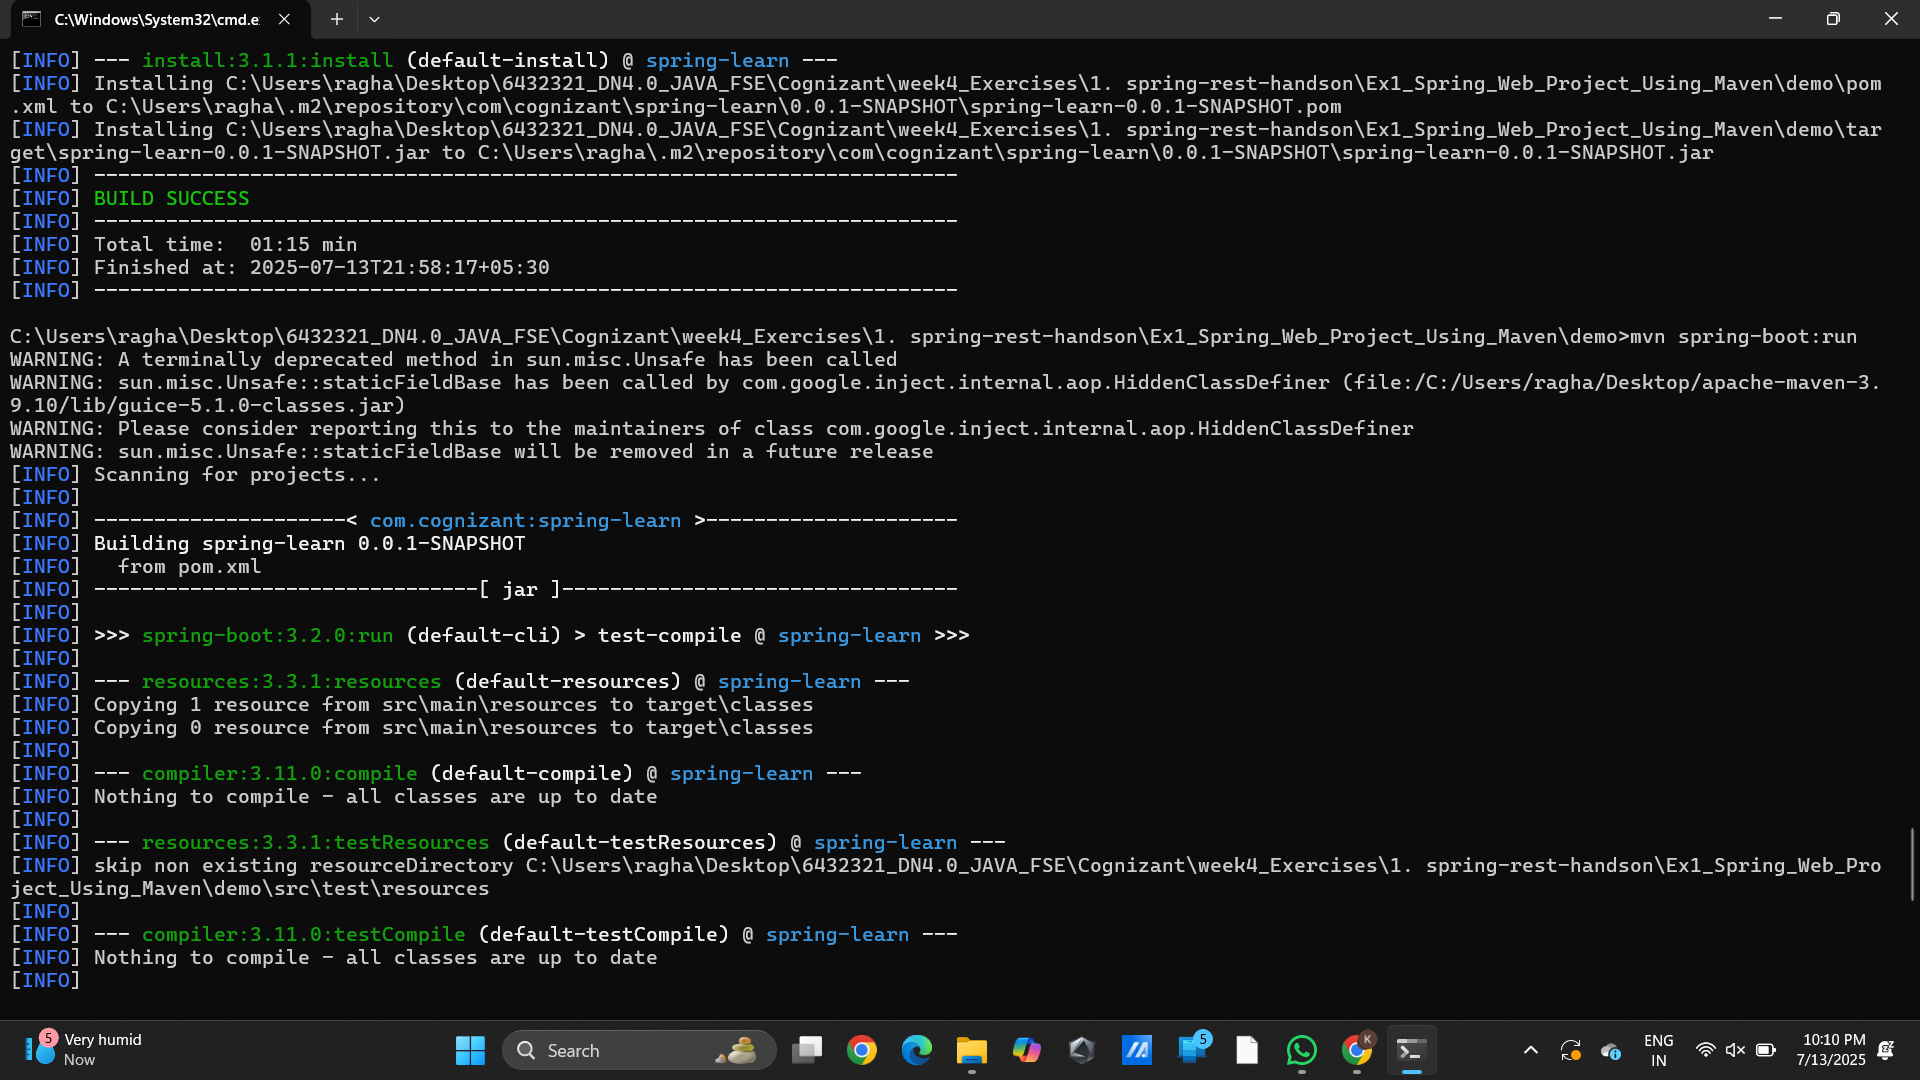 C:\Windows\System32\cmd.e
[INFO] --- install:3.1.1:install (default-install) @ spring-learn ---
[INFO] Installing C:\Users\ragha\Desktop\6432321_DN4.0_JAVA_FSE\Cognizant\week4_Exercises\1. spring-rest-handson\Ex1_Spring_Web_Project_Using_Maven\demo\pom
.xml to C:\Users\ragha\.m2\repository\com\cognizant\spring-learn\0.0.1-SNAPSHOT\spring-learn-0.0.1-SNAPSHOT.pom
[INFO] Installing C:\Users\ragha\Desktop\6432321_DN4.0_JAVA_FSE\Cognizant\week4_Exercises\1. spring-rest-handson\Ex1_Spring_Web_Project_Using_Maven\demo\tar
get\spring-learn-0.0.1-SNAPSHOT.jar to C:\Users\ragha\.m2\repository\com\cognizant\spring-learn\0.0.1-SNAPSHOT\spring-learn-0.0.1-SNAPSHOT.jar
[INFO] ------------------------------------------------------------------------
[INFO] BUILD SUCCESS
[INFO] ------------------------------------------------------------------------
[INFO] Total time:  01:15 min
[INFO] Finished at: 2025-07-13T21:58:17+05:30
[INFO] ------------------------------------------------------------------------
C:\Users\ragha\Desktop\6432321_DN4.0_JAVA_FSE\Cognizant\week4_Exercises\1. spring-rest-handson\Ex1_Spring_Web_Project_Using_Maven\demo>mvn spring-boot:run
WARNING: A terminally deprecated method in sun.misc.Unsafe has been called
WARNING: sun.misc.Unsafe::staticFieldBase has been called by com.google.inject.internal.aop.HiddenClassDefiner (file:/C:/Users/ragha/Desktop/apache-maven-3.
9.10/lib/guice-5.1.0-classes.jar)
WARNING: Please consider reporting this to the maintainers of class com.google.inject.internal.aop.HiddenClassDefiner
WARNING: sun.misc.Unsafe::staticFieldBase will be removed in a future release
[INFO] Scanning for projects...
[INFO]
[INFO] ---------------------< com.cognizant:spring-learn >---------------------
[INFO] Building spring-learn 0.0.1-SNAPSHOT
[INFO]   from pom.xml
[INFO] --------------------------------[ jar ]---------------------------------
[INFO]
[INFO] >>> spring-boot:3.2.0:run (default-cli) > test-compile @ spring-learn >>>
[INFO]
[INFO] --- resources:3.3.1:resources (default-resources) @ spring-learn ---
[INFO] Copying 1 resource from src\main\resources to target\classes
[INFO] Copying 0 resource from src\main\resources to target\classes
[INFO]
[INFO] --- compiler:3.11.0:compile (default-compile) @ spring-learn ---
[INFO] Nothing to compile - all classes are up to date
[INFO]
[INFO] --- resources:3.3.1:testResources (default-testResources) @ spring-learn ---
[INFO] skip non existing resourceDirectory C:\Users\ragha\Desktop\6432321_DN4.0_JAVA_FSE\Cognizant\week4_Exercises\1. spring-rest-handson\Ex1_Spring_Web_Pro
ject_Using_Maven\demo\src\test\resources
[INFO]
[INFO] --- compiler:3.11.0:testCompile (default-testCompile) @ spring-learn ---
[INFO] Nothing to compile - all classes are up to date
[INFO]
5
Very humid
Now
Search
5
K
ENG
IN
10:10 PM
7/13/2025